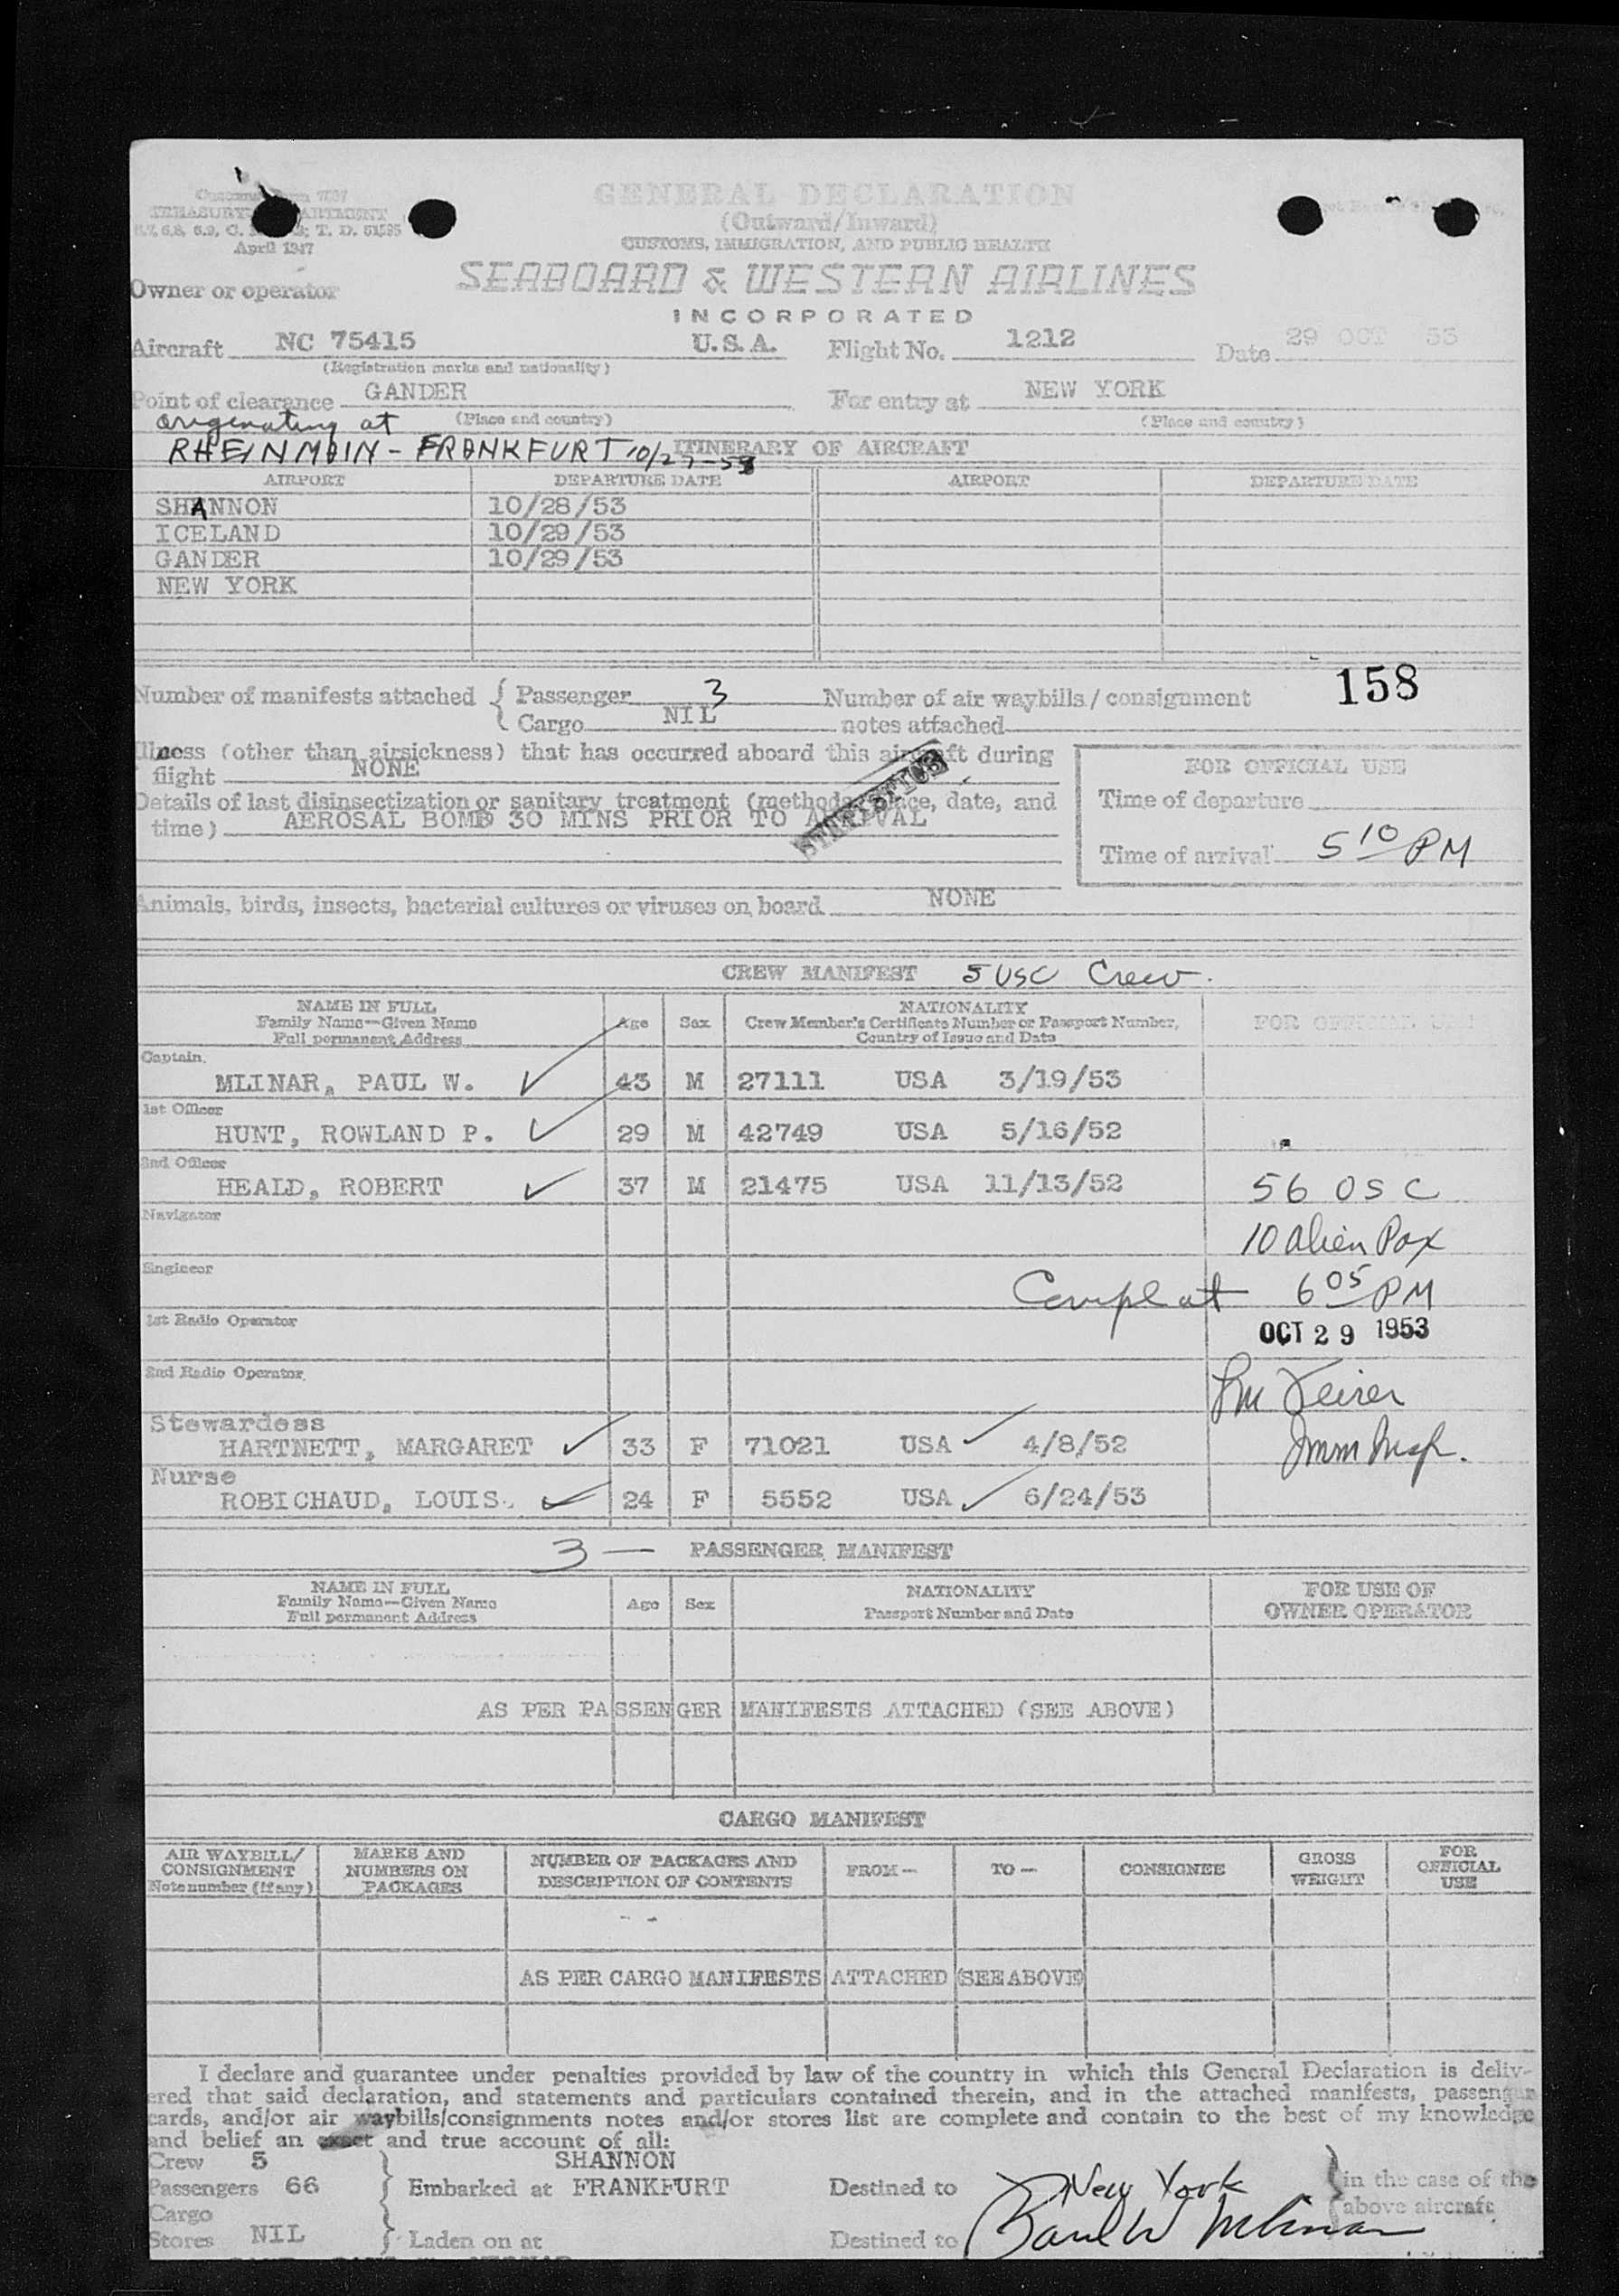 GENERAL DECLARATION
(Outward/Inward)
CUSTOMS, IMMIGRATION, AND PUBLIC HEALTH
TREASURY
April 1947
Owner or operator
SEABOARD & WESTERN AIRLINES
INCORPORATED
Aircraft NC 75415 U.S.A. Flight No. 1212 Date 29 OCT 53
(Registration marks and nationality)
Point of clearance GANDER For entry at NEW YORK
(Place and country) (Place and country)
originating at
RHEINMAIN - FRANKFURT 10/27-53 ITINERARY OF AIRCRAFT
AIRPORT DEPARTURE DATE AIRPORT DEPARTURE DATE
SHANNON 10/28/53
ICELAND 10/29/53
GANDER 10/29/53
NEW YORK
158
Number of manifests attached { Passenger 3 Number of air waybills/consignment
Cargo NIL notes attached
Illness (other than airsickness) that has occurred aboard this aircraft during
flight NONE
Details of last disinsectization or sanitary treatment (method, place, date, and
time) AEROSAL BOMB 30 MINS PRIOR TO ARRIVAL
STATISTICS
FOR OFFICIAL USE
Time of departure
Time of arrival 5 10 PM
Animals, birds, insects, bacterial cultures or viruses on board NONE
CREW MANIFEST 5 USC Crew.
NAME IN FULL
Family Name—Given Name
Full permanent Address
Age Sex
NATIONALITY
Crew Member's Certificate Number or Passport Number,
Country of Issue and Date
FOR OFFICIAL USE
Captain
MLINAR, PAUL W. 43 M 27111 USA 3/19/53
1st Officer
HUNT, ROWLAND P. 29 M 42749 USA 5/16/52
2nd Officer
HEALD, ROBERT 37 M 21475 USA 11/13/52 56 OSC
Navigator
10 alien Pax
Engineer
Compl at 6 05 PM
1st Radio Operator
OCT 29 1953
2nd Radio Operator
Stewardess
HARTNETT, MARGARET 33 F 71021 USA 4/8/52
Imm Insp.
Nurse
ROBICHAUD, LOUIS. 24 F 5552 USA 6/24/53
3 — PASSENGER MANIFEST
NAME IN FULL
Family Name—Given Name
Full permanent Address
Age Sex
NATIONALITY
Passport Number and Date
FOR USE OF
OWNER OPERATOR
AS PER PASSENGER MANIFESTS ATTACHED (SEE ABOVE)
CARGO MANIFEST
AIR WAYBILL/
CONSIGNMENT
Note number (if any)
MARKS AND
NUMBERS ON
PACKAGES
NUMBER OF PACKAGES AND
DESCRIPTION OF CONTENTS
FROM— TO— CONSIGNEE
GROSS
WEIGHT
FOR
OFFICIAL
USE
AS PER CARGO MANIFESTS ATTACHED (SEE ABOVE)
I declare and guarantee under penalties provided by law of the country in which this General Declaration is deliv-
ered that said declaration, and statements and particulars contained therein, and in the attached manifests, passenger
cards, and/or air waybills/consignments notes and/or stores list are complete and contain to the best of my knowledge
and belief an exact and true account of all:
Crew 5 SHANNON
Passengers 66 Embarked at FRANKFURT Destined to New York in the case of the
Cargo above aircraft
Stores NIL Laden on at Destined to Paul W Mlinar